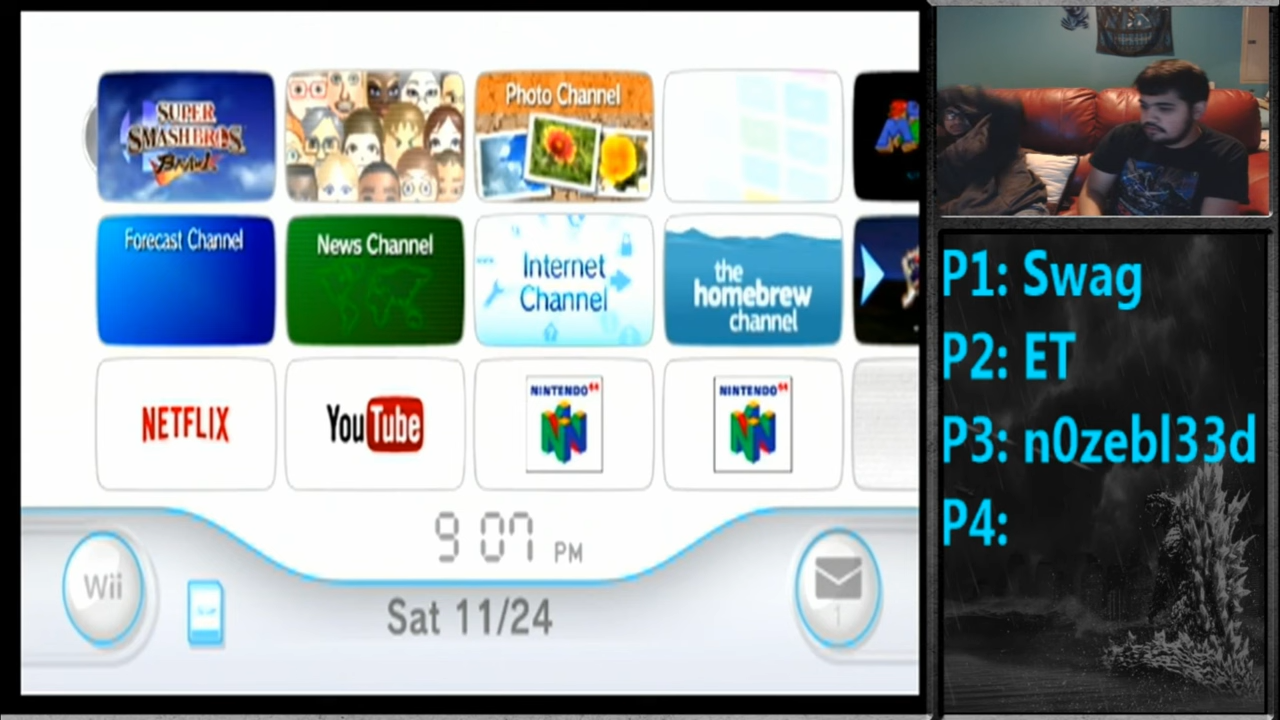 SUPER
SMASH BROS.
BRAWL
Photo Channel
Forecast Channel
News Channel
Internet
Channel
the
homebrew
channel
NETFLIX
YouTube
NINTENDO 64
NINTENDO 64
9 07 PM
Sat 11/24
Wii
1
P1: Swag
P2: ET
P3: n0zebl33d
P4: